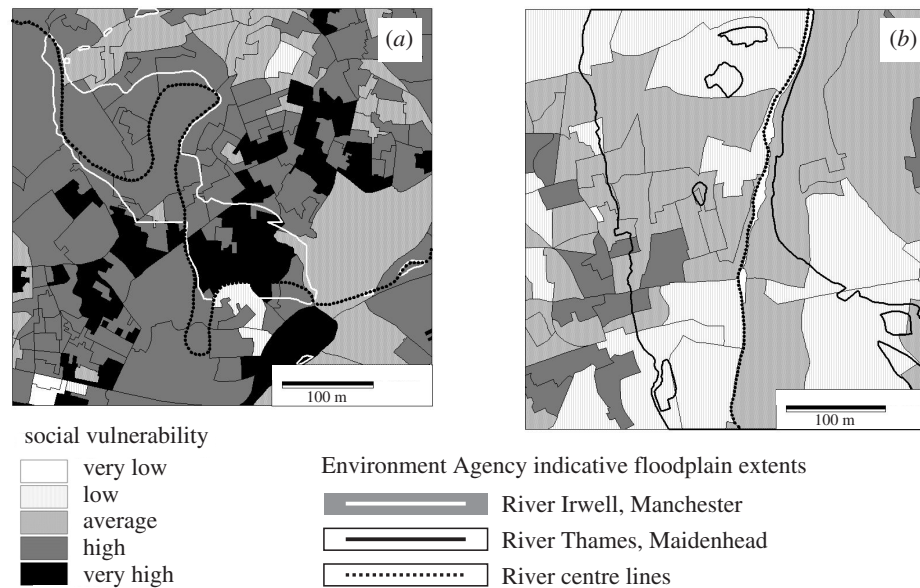 (a)
(b)
100 m
100 m
social vulnerability
very low
low
average
high
very high
Environment Agency indicative floodplain extents
River Irwell, Manchester
River Thames, Maidenhead
River centre lines